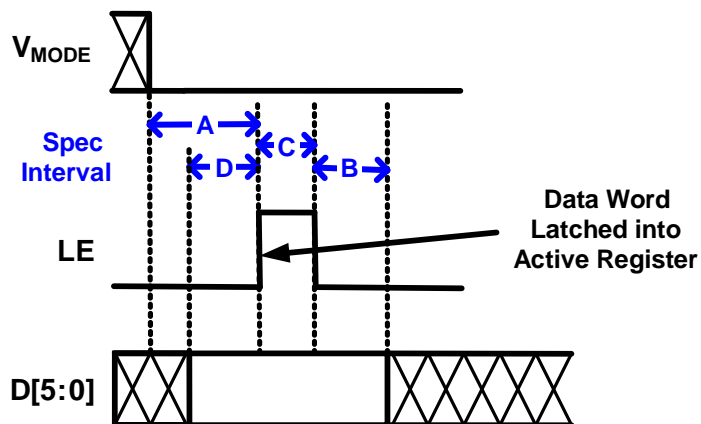 VMODE
Spec
Interval
A
C
D
B
LE
Data Word
Latched into
Active Register
D[5:0]